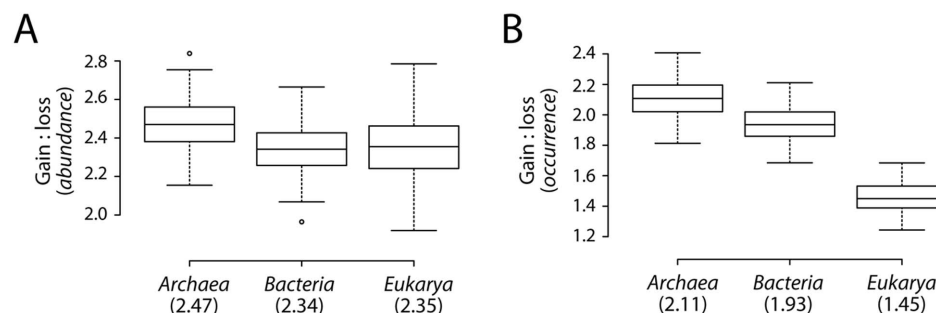 A
Gain : loss
(abundance)
2.8
2.6
2.4
2.2
2.0
Archaea
(2.47)
Bacteria
(2.34)
Eukarya
(2.35)
B
Gain : loss
(occurrence)
2.4
2.2
2.0
1.8
1.6
1.4
1.2
Archaea
(2.11)
Bacteria
(1.93)
Eukarya
(1.45)